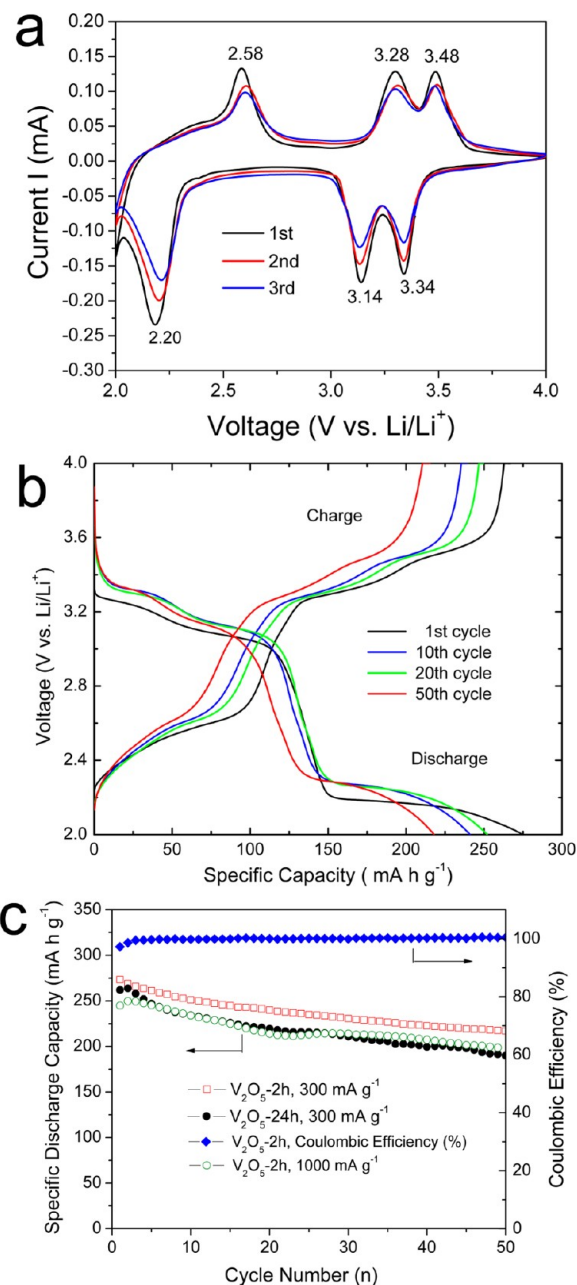 a
0.20
0.15
0.10
0.05
0.00
-0.05
-0.10
-0.15
-0.20
-0.25
-0.30
Current I (mA)
2.58
3.28
3.48
1st
2nd
3rd
2.20
3.14
3.34
2.0
2.5
3.0
3.5
4.0
Voltage (V vs. Li/Li⁺)
b
4.0
3.6
3.2
2.8
2.4
2.0
Voltage (V vs. Li/Li⁺)
Charge
1st cycle
10th cycle
20th cycle
50th cycle
Discharge
0
50
100
150
200
250
300
Specific Capacity ( mA h g⁻¹)
c
350
300
250
200
150
100
50
0
Specific Discharge Capacity (mA h g⁻¹)
V₂O₅-2h, 300 mA g⁻¹
V₂O₅-24h, 300 mA g⁻¹
V₂O₅-2h, Coulombic Efficiency (%)
V₂O₅-2h, 1000 mA g⁻¹
100
80
60
40
20
0
Coulombic Efficiency (%)
0
10
20
30
40
50
Cycle Number (n)